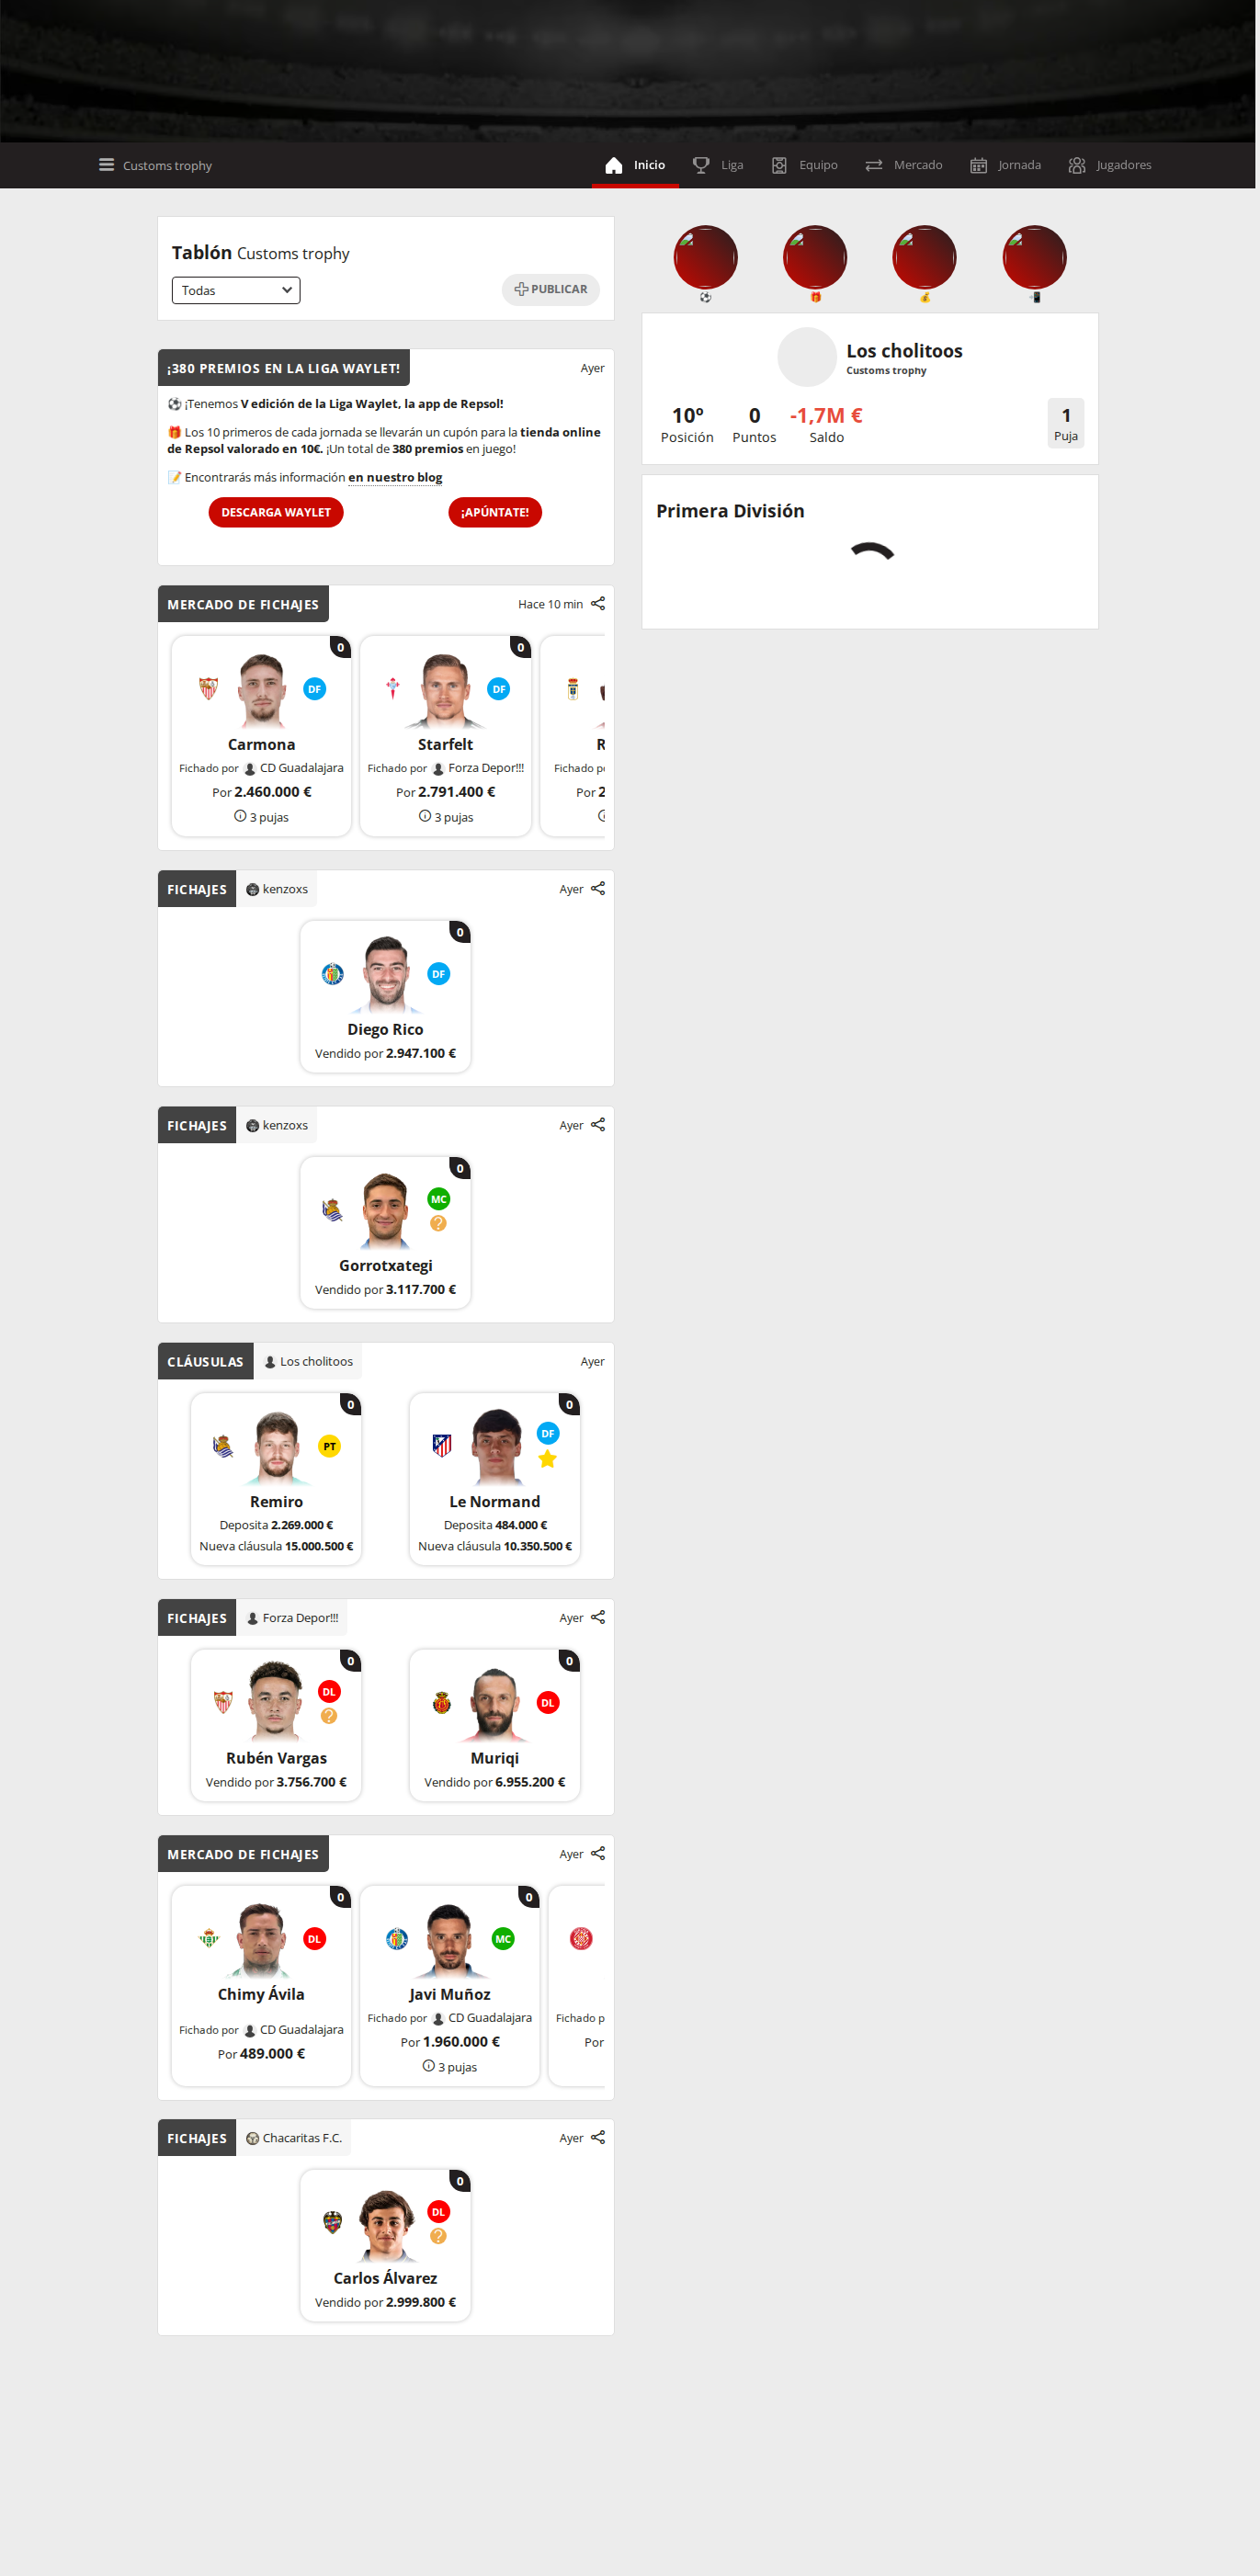 Customs trophy
Inicio
Liga
Equipo
Mercado
Jornada
Jugadores
Tablón Customs trophy
Todas
PUBLICAR
¡380 PREMIOS EN LA LIGA WAYLET!
Ayer
⚽ ¡Tenemos V edición de la Liga Waylet, la app de Repsol!
🎁 Los 10 primeros de cada jornada se llevarán un cupón para la tienda online
de Repsol valorado en 10€. ¡Un total de 380 premios en juego!
📝 Encontrarás más información en nuestro blog
DESCARGA WAYLET
¡APÚNTATE!
MERCADO DE FICHAJES
Hace 10 min
0
DF
Carmona
Fichado por CD Guadalajara
Por 2.460.000 €
3 pujas
0
DF
Starfelt
Fichado por Forza Depor!!!
Por 2.791.400 €
3 pujas
R
Fichado
Por 2
FICHAJES
kenzoxs
Ayer
0
DF
Diego Rico
Vendido por 2.947.100 €
FICHAJES
kenzoxs
Ayer
0
MC
?
Gorrotxategi
Vendido por 3.117.700 €
CLÁUSULAS
Los cholitoos
Ayer
0
PT
Remiro
Deposita 2.269.000 €
Nueva cláusula 15.000.500 €
0
DF
Le Normand
Deposita 484.000 €
Nueva cláusula 10.350.500 €
FICHAJES
Forza Depor!!!
Ayer
0
DL
?
Rubén Vargas
Vendido por 3.756.700 €
0
DL
Muriqi
Vendido por 6.955.200 €
MERCADO DE FICHAJES
Ayer
0
DL
Chimy Ávila
Fichado por CD Guadalajara
Por 489.000 €
0
MC
Javi Muñoz
Fichado por CD Guadalajara
Por 1.960.000 €
3 pujas
Fichado p
Por
FICHAJES
Chacaritas F.C.
Ayer
0
DL
?
Carlos Álvarez
Vendido por 2.999.800 €
⚽
🎁
💰
📲
Los cholitoos
Customs trophy
10º
Posición
0
Puntos
-1,7M €
Saldo
1
Puja
Primera División